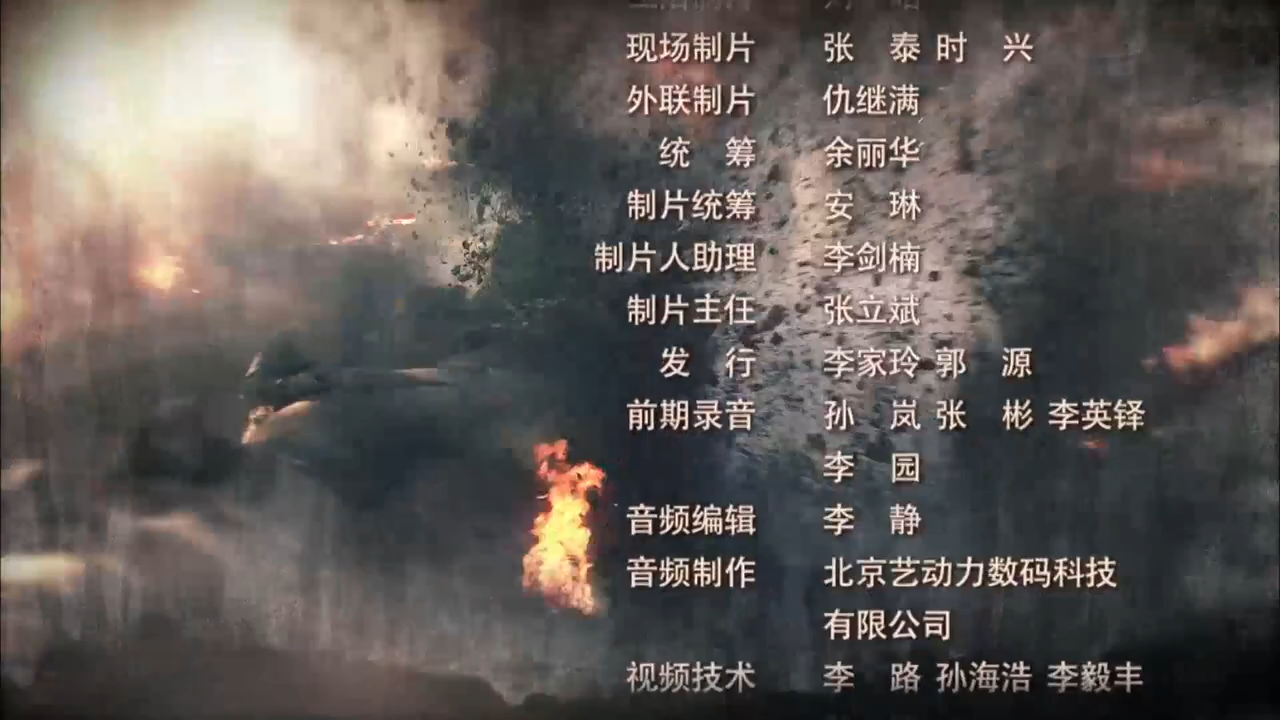 现场制片 张 泰 时 兴
外联制片 仇继满
统 筹 余丽华
制片统筹 安 琳
制片人助理 李剑楠
制片主任 张立斌
发 行 李家玲 郭 源
前期录音 孙 岚 张 彬 李英铎
李 园
音频编辑 李 静
音频制作 北京艺动力数码科技
有限公司
视频技术 李 路 孙海浩 李毅丰